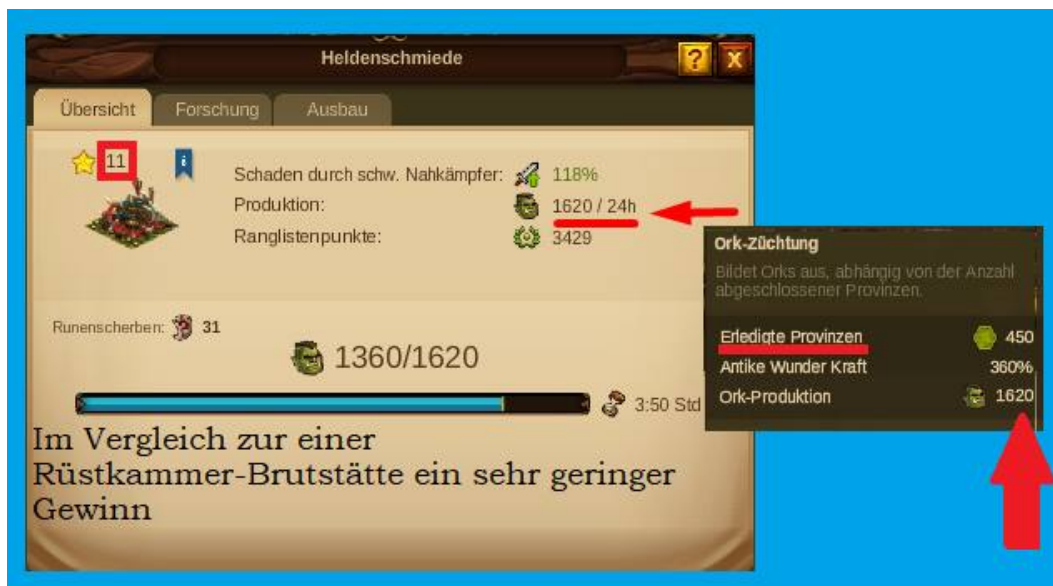 Heldenschmiede
? X
Übersicht Forschung Ausbau
11
i
Schaden durch schw. Nahkämpfer: 118%
Produktion: 1620 / 24h
Ranglistenpunkte: 3429
Runenscherben: 31
1360/1620
3:50 Std
Ork-Züchtung
Bildet Orks aus, abhängig von der Anzahl
abgeschlossener Provinzen.
Erledigte Provinzen 450
Antike Wunder Kraft 360%
Ork-Produktion 1620
Im Vergleich zur einer
Rüstkammer-Brutstätte ein sehr geringer
Gewinn